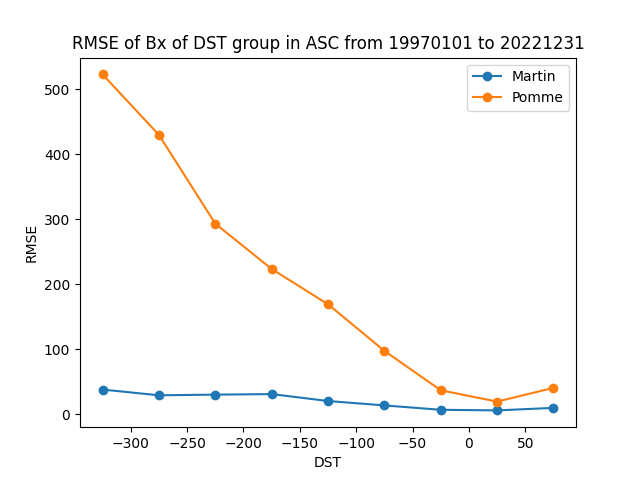 RMSE of Bx of DST group in ASC from 19970101 to 20221231
Martin
Pomme
500
400
300
200
100
0
RMSE
−300 −250 −200 −150 −100 −50 0 50
DST